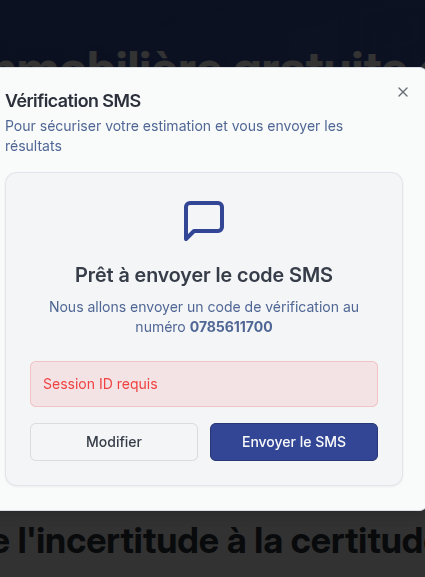 immobilière gratuite
Vérification SMS
Pour sécuriser votre estimation et vous envoyer les
résultats
Prêt à envoyer le code SMS
Nous allons envoyer un code de vérification au
numéro 0785611700
Session ID requis
Modifier
Envoyer le SMS
e l'incertitude à la certitud